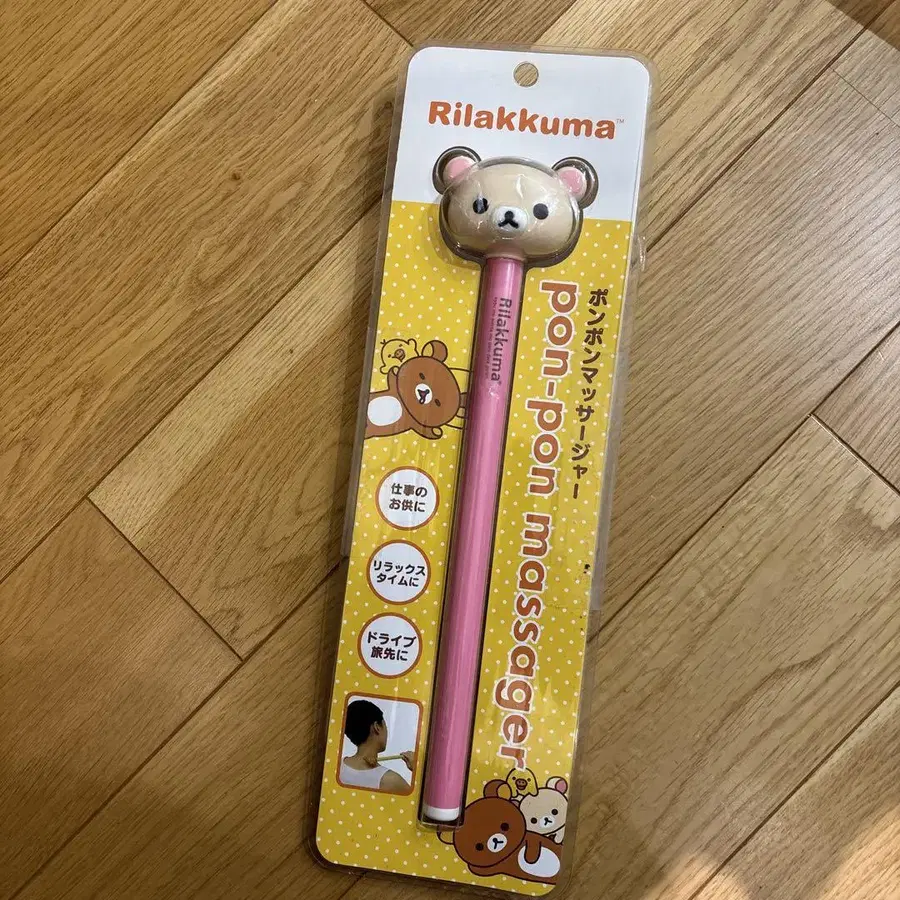 Rilakkuma™
ポンポンマッサージャー
pon-pon massager
Rilakkuma
仕事の
お供に
リラックス
タイムに
ドライブ
旅先に